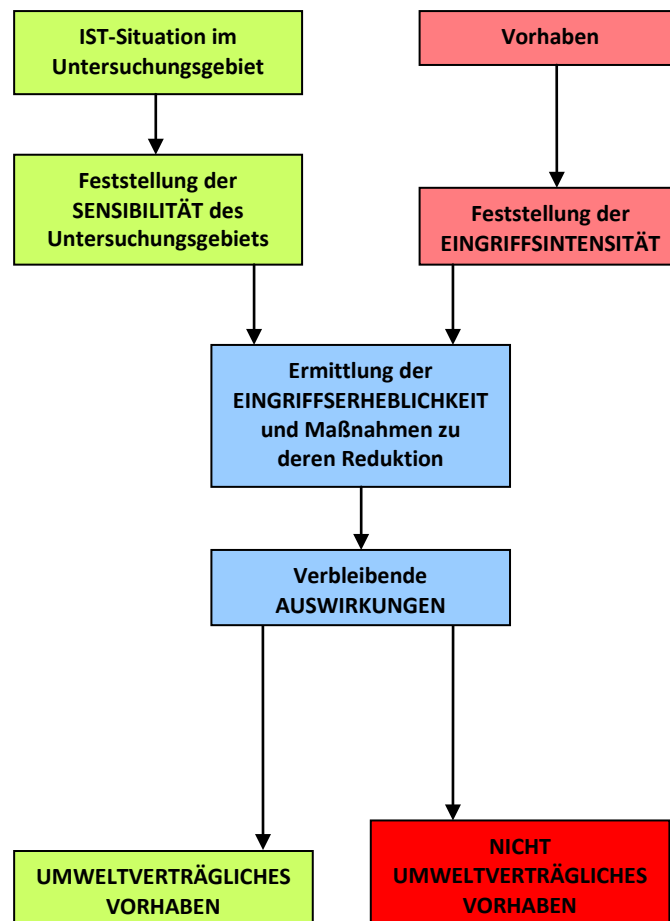 IST-Situation im
Untersuchungsgebiet
Vorhaben
Feststellung der
SENSIBILITÄT des
Untersuchungsgebiets
Feststellung der
EINGRIFFSINTENSITÄT
Ermittlung der
EINGRIFFSERHEBLICHKEIT
und Maßnahmen zu
deren Reduktion
Verbleibende
AUSWIRKUNGEN
UMWELTVERTRÄGLICHES
VORHABEN
NICHT
UMWELTVERTRÄGLICHES
VORHABEN